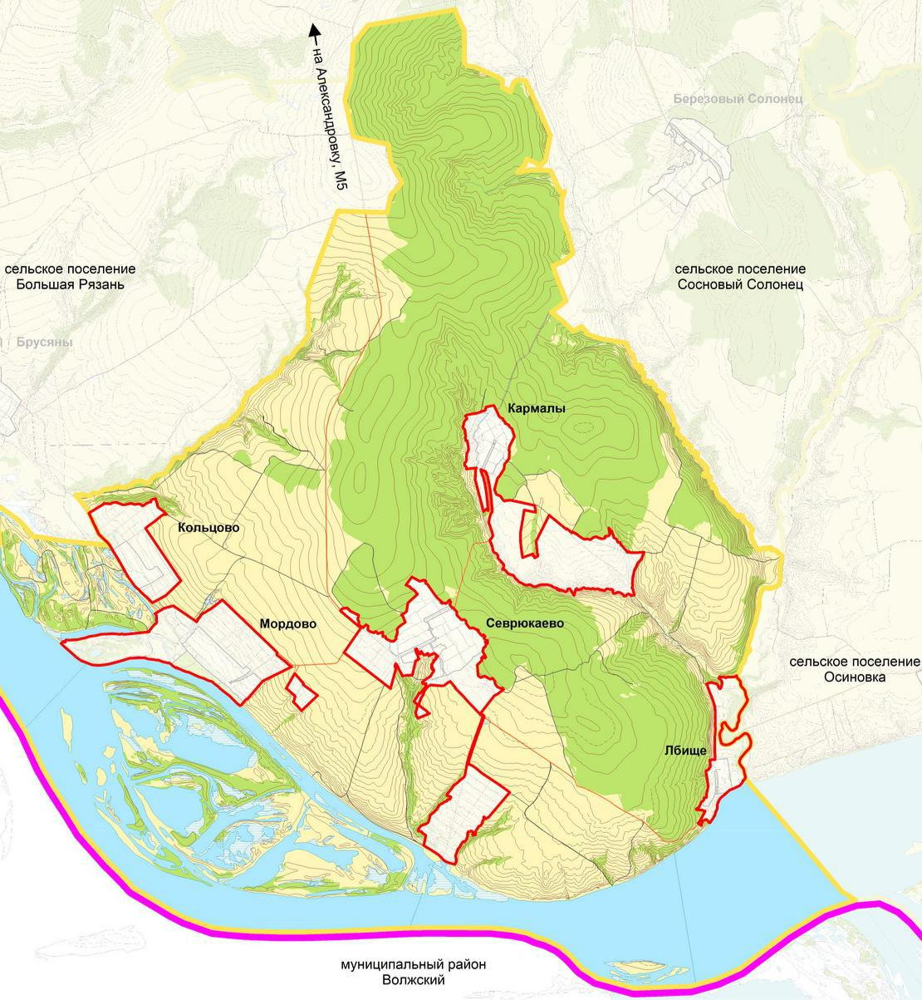 на Александровку, М5
Березовый Солонец
сельское поселение
Большая Рязань
сельское поселение
Сосновый Солонец
Брусяны
Кармалы
Кольцово
Мордово
Севрюкаево
сельское поселение
Осиновка
Лбище
муниципальный район
Волжский